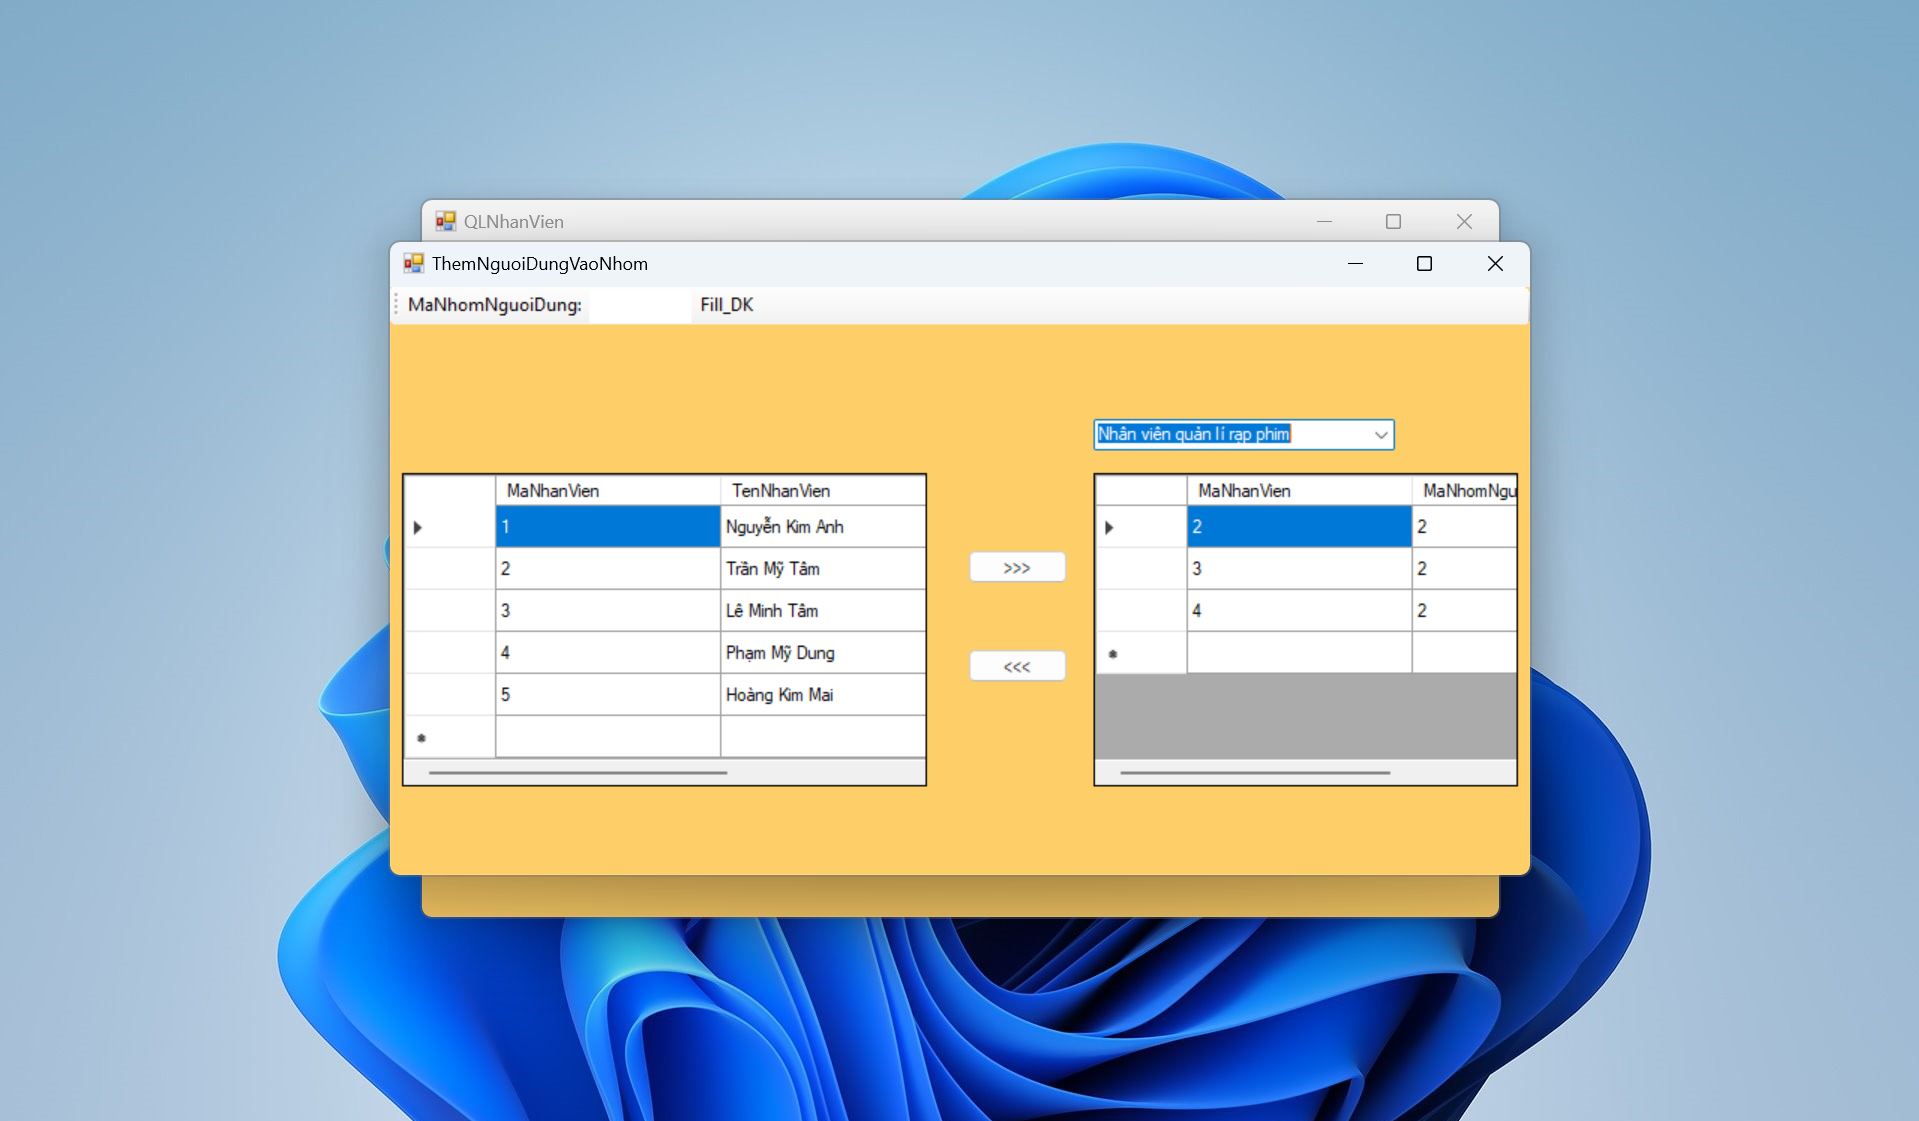 QLNhanVien
ThemNguoiDungVaoNhom
MaNhomNguoiDung: Fill_DK
Nhân viên quản lí rạp phim
MaNhanVien TenNhanVien
1 Nguyễn Kim Anh
2 Trần Mỹ Tâm
3 Lê Minh Tâm
4 Phạm Mỹ Dung
5 Hoàng Kim Mai
>>>
<<<
MaNhanVien MaNhomNgu
2 2
3 2
4 2